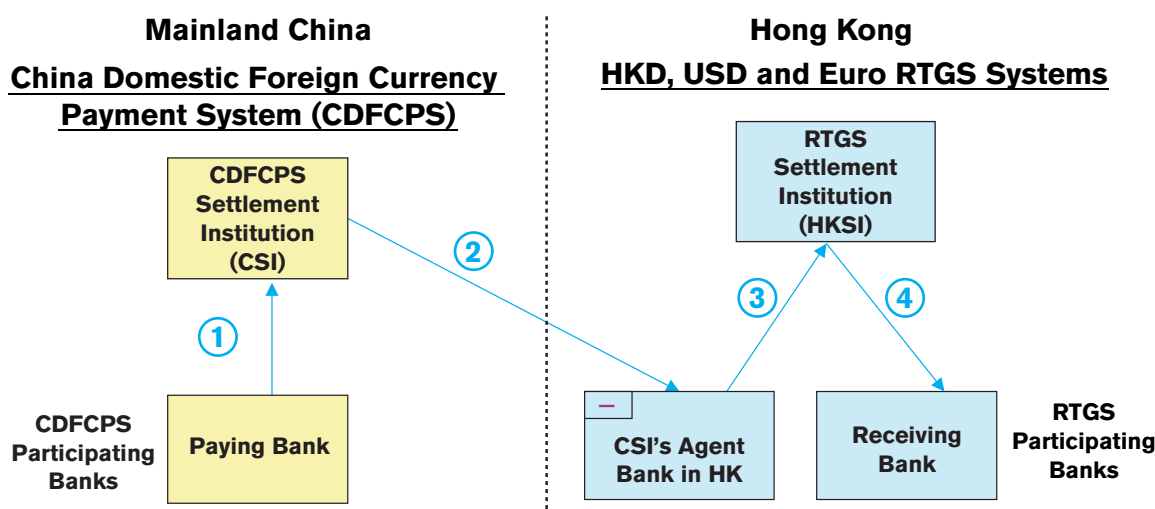 Mainland China
China Domestic Foreign Currency
Payment System (CDFCPS)
Hong Kong
HKD, USD and Euro RTGS Systems
CDFCPS
Settlement
Institution
(CSI)
RTGS
Settlement
Institution
(HKSI)
2
3
4
1
CDFCPS
Participating
Banks
Paying Bank
CSI's Agent
Bank in HK
Receiving
Bank
RTGS
Participating
Banks